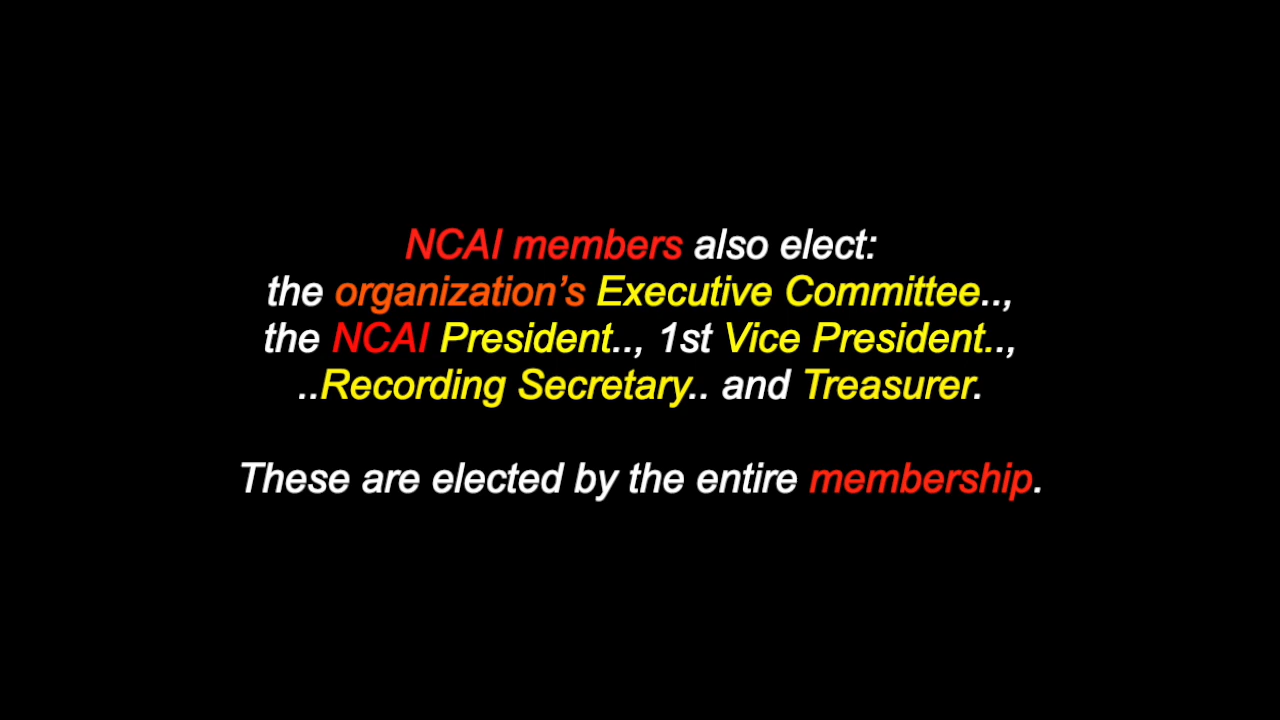 NCAI members also elect:
the organization’s Executive Committee..,
the NCAI President.., 1st Vice President..,
..Recording Secretary.. and Treasurer.
These are elected by the entire membership.